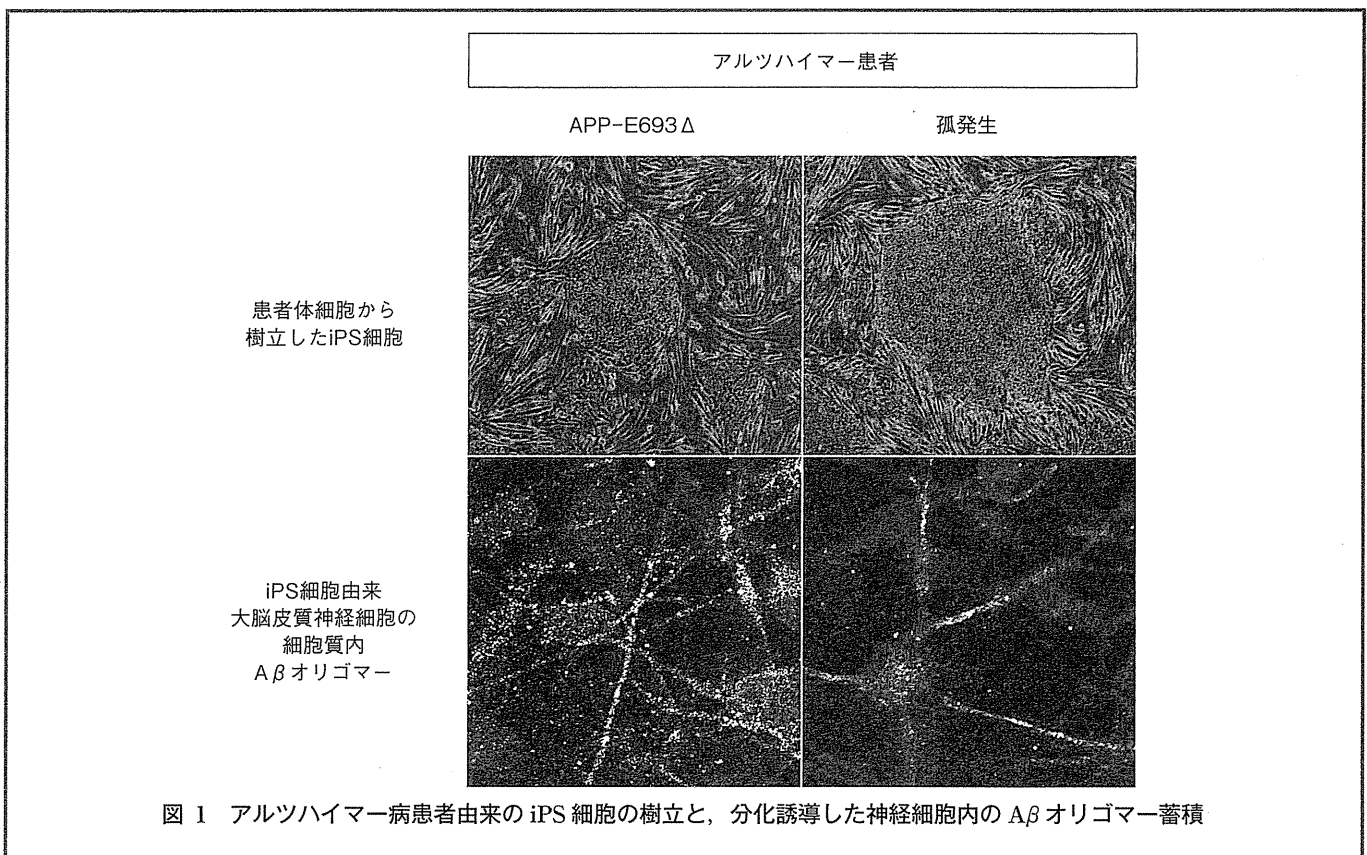 アルツハイマー患者
APP-E693Δ
孤発生
患者体細胞から
樹立したiPS細胞
iPS細胞由来
大脳皮質神経細胞の
細胞質内
Aβオリゴマー
図 1 アルツハイマー病患者由来の iPS 細胞の樹立と，分化誘導した神経細胞内の Aβ オリゴマー蓄積